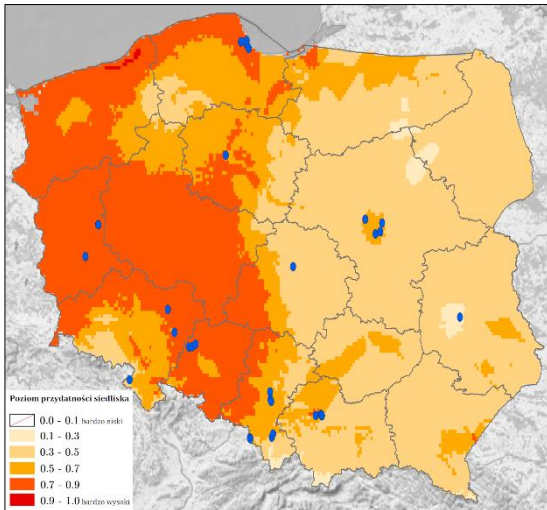 Poziom przydatności siedliska
0.0 - 0.1 bardzo niski
0.1 - 0.3
0.3 - 0.5
0.5 - 0.7
0.7 - 0.9
0.9 - 1.0 bardzo wysoki